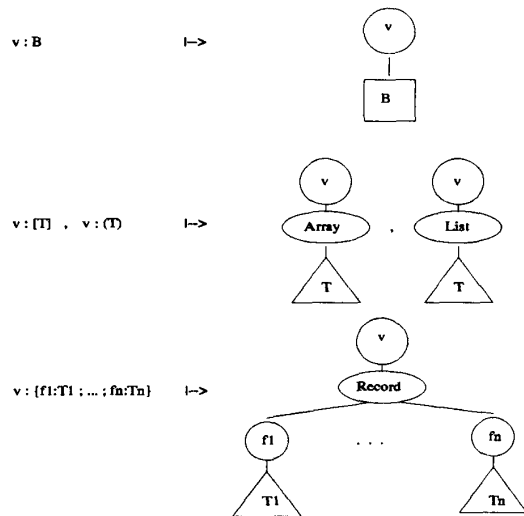 v
v : B |-->
B
v v
v : [T] , v : (T) |--> Array , List
T T
v
v : {f1:T1 ; ... ; fn:Tn} |--> Record
f1 . . . fn
T1 Tn